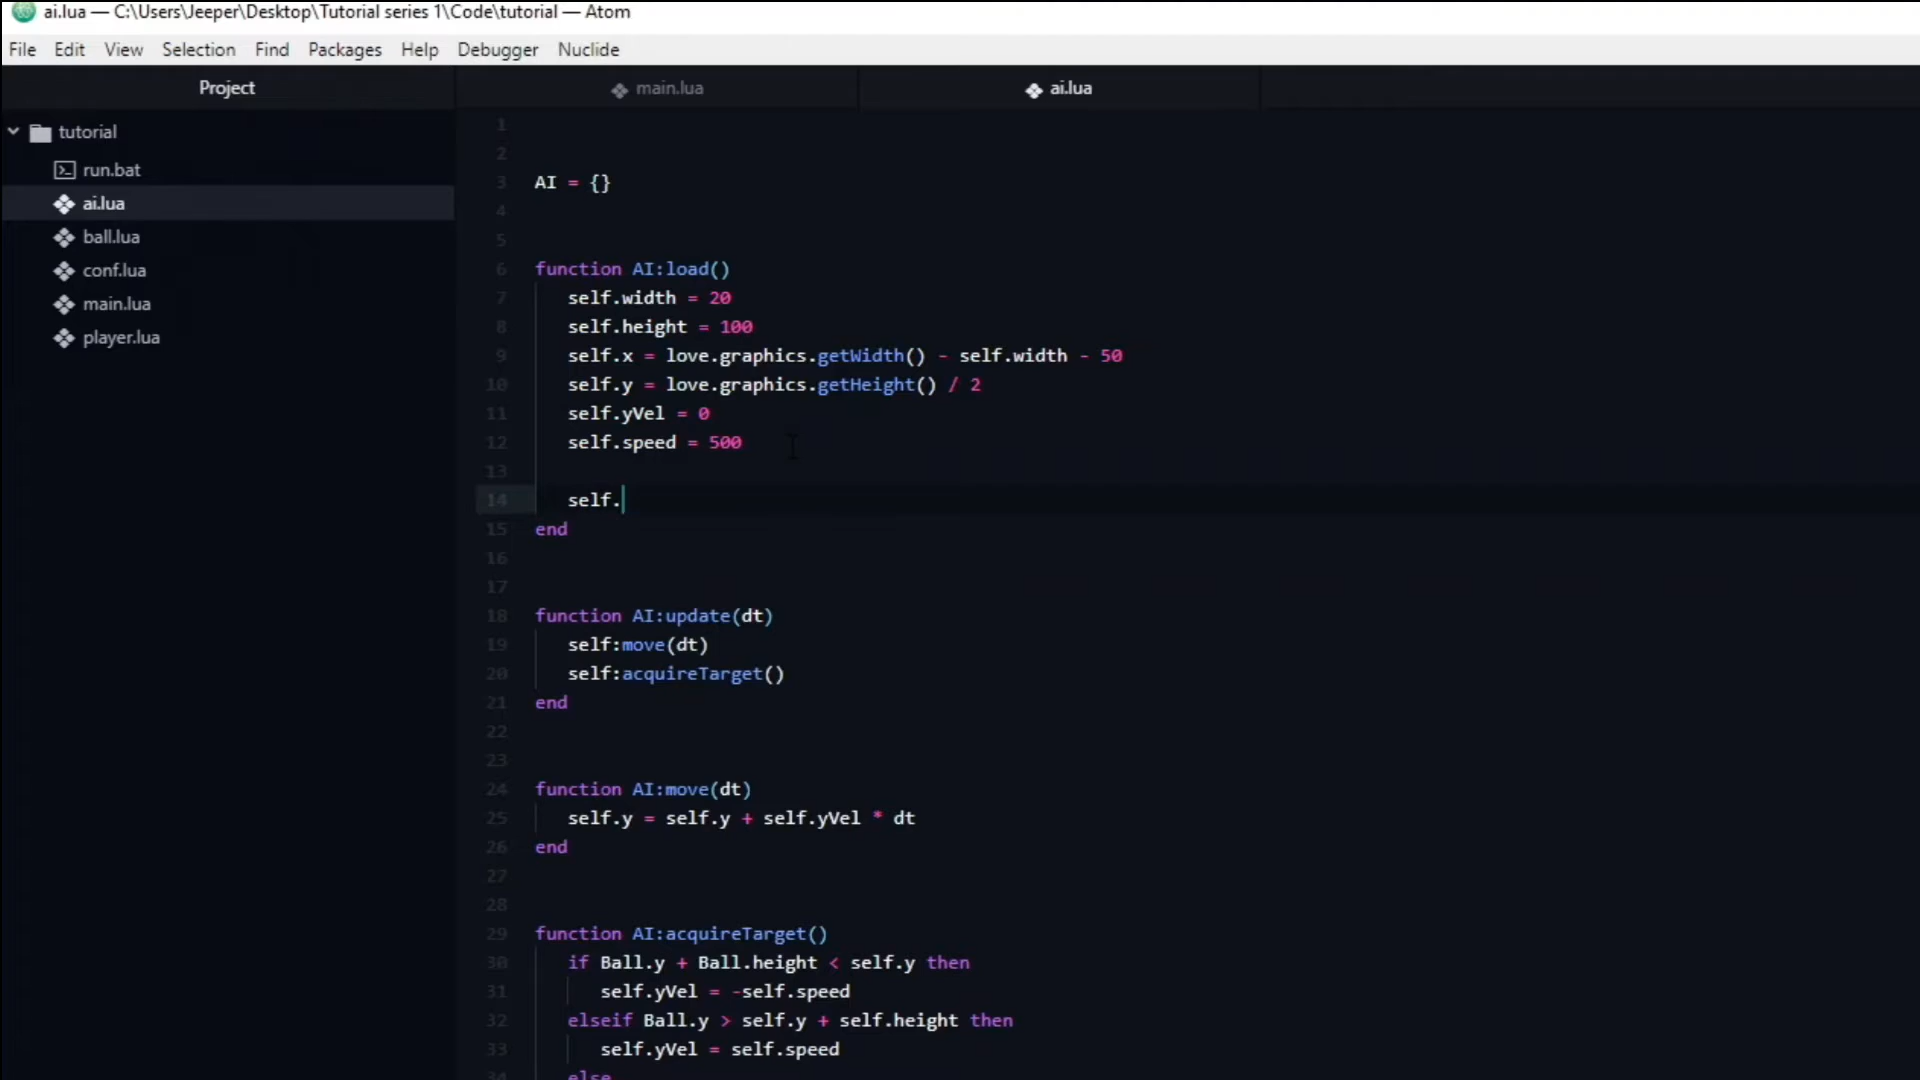 ai.lua — C:\Users\Jeeper\Desktop\Tutorial series 1\Code\tutorial — Atom
File Edit View Selection Find Packages Help Debugger Nuclide
Project
main.lua
ai.lua
tutorial
run.bat
ai.lua
ball.lua
conf.lua
main.lua
player.lua
1
2
3 AI = {}
4
5
6 function AI:load()
7 self.width = 20
8 self.height = 100
9 self.x = love.graphics.getWidth() - self.width - 50
10 self.y = love.graphics.getHeight() / 2
11 self.yVel = 0
12 self.speed = 500
13
14 self.
15 end
16
17
18 function AI:update(dt)
19 self:move(dt)
20 self:acquireTarget()
21 end
22
23
24 function AI:move(dt)
25 self.y = self.y + self.yVel * dt
26 end
27
28
29 function AI:acquireTarget()
30 if Ball.y + Ball.height < self.y then
31 self.yVel = -self.speed
32 elseif Ball.y > self.y + self.height then
33 self.yVel = self.speed
34 else